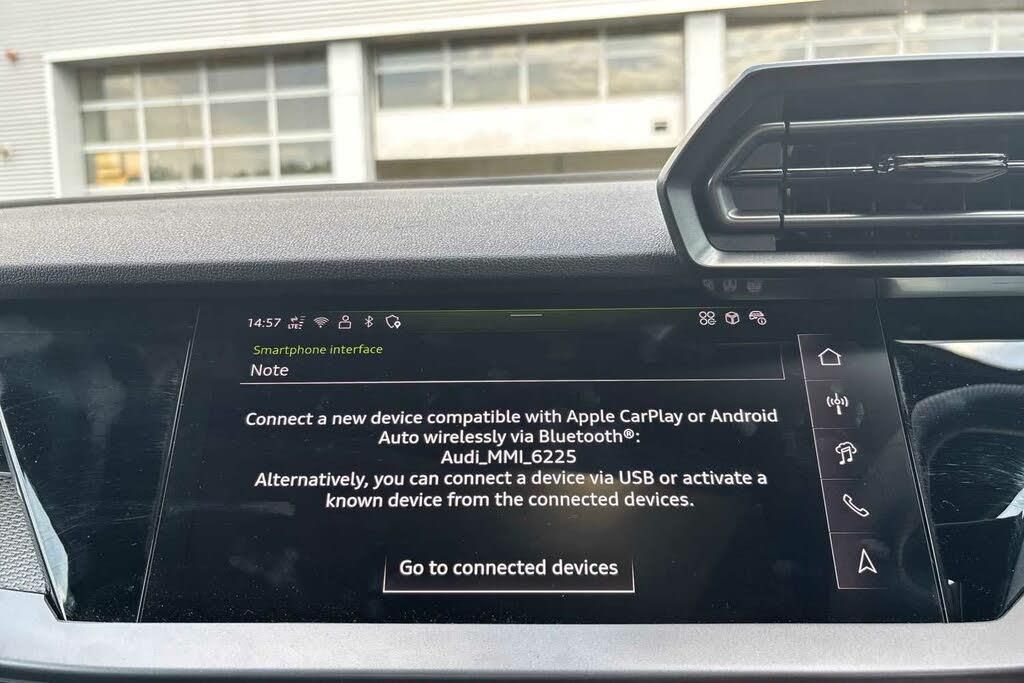 14:57 LTE
Smartphone interface
Note
Connect a new device compatible with Apple CarPlay or Android
Auto wirelessly via Bluetooth®:
Audi_MMI_6225
Alternatively, you can connect a device via USB or activate a
known device from the connected devices.
Go to connected devices